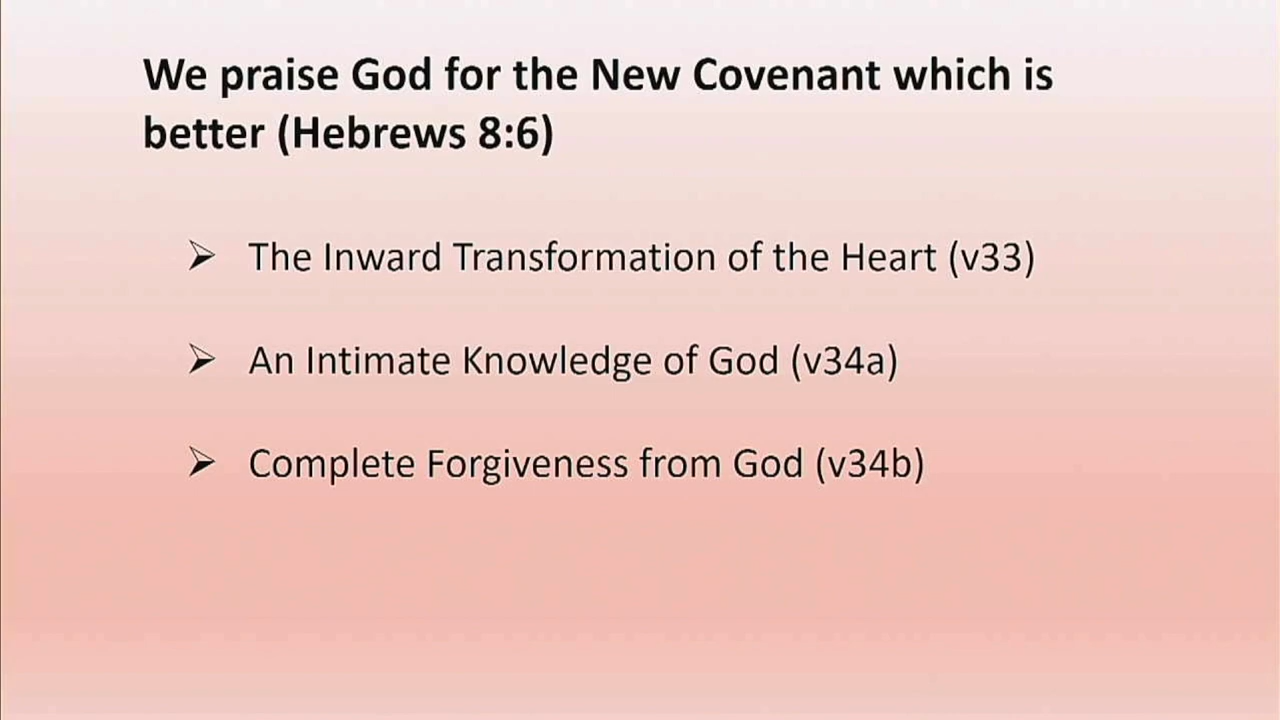 We praise God for the New Covenant which is
better (Hebrews 8:6)
➢ The Inward Transformation of the Heart (v33)
➢ An Intimate Knowledge of God (v34a)
➢ Complete Forgiveness from God (v34b)